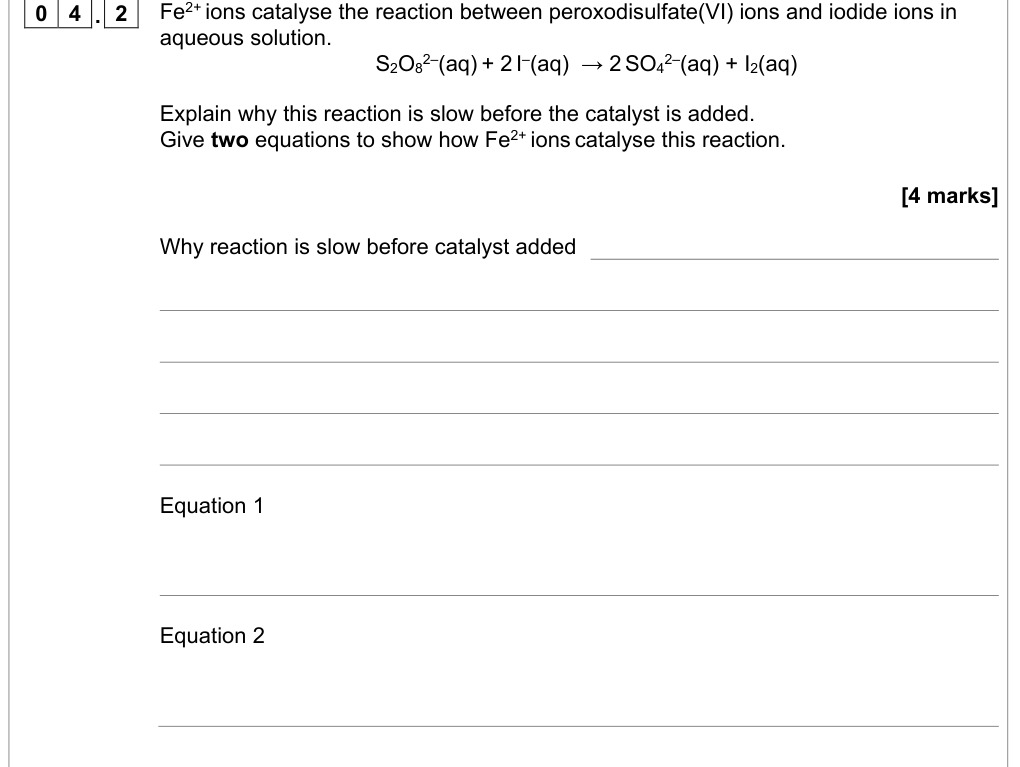 0 4 . 2 Fe²⁺ ions catalyse the reaction between peroxodisulfate(VI) ions and iodide ions in
aqueous solution.
S₂O₈²⁻(aq) + 2 I⁻(aq) → 2 SO₄²⁻(aq) + I₂(aq)
Explain why this reaction is slow before the catalyst is added.
Give two equations to show how Fe²⁺ ions catalyse this reaction.
[4 marks]
Why reaction is slow before catalyst added
Equation 1
Equation 2